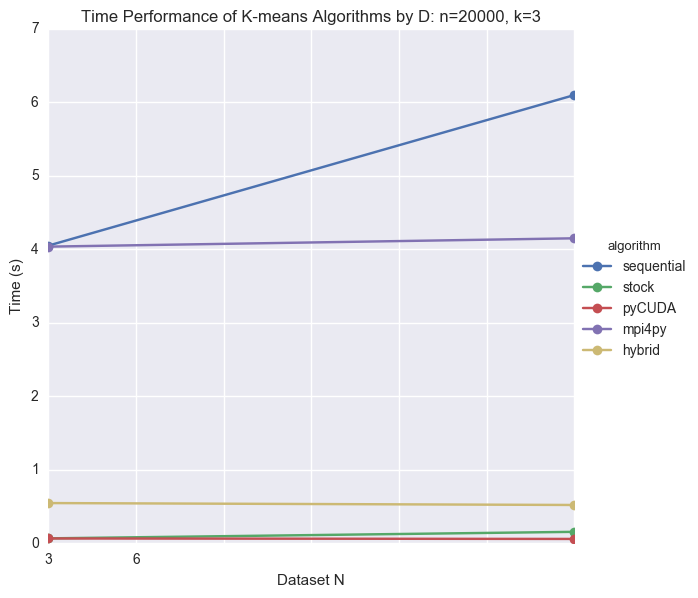 Time Performance of K-means Algorithms by D: n=20000, k=3
7
6
5
4
3
2
1
0
Time (s)
3 6
Dataset N
algorithm
sequential
stock
pyCUDA
mpi4py
hybrid